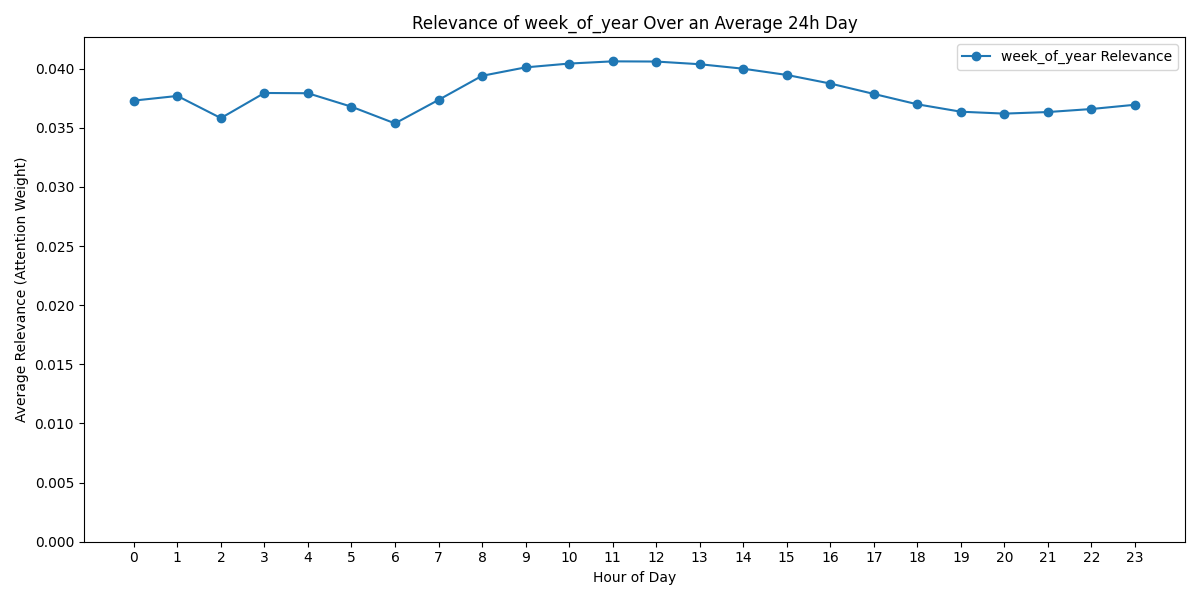 Relevance of week_of_year Over an Average 24h Day
week_of_year Relevance
Average Relevance (Attention Weight)
0.040
0.035
0.030
0.025
0.020
0.015
0.010
0.005
0.000
0 1 2 3 4 5 6 7 8 9 10 11 12 13 14 15 16 17 18 19 20 21 22 23
Hour of Day